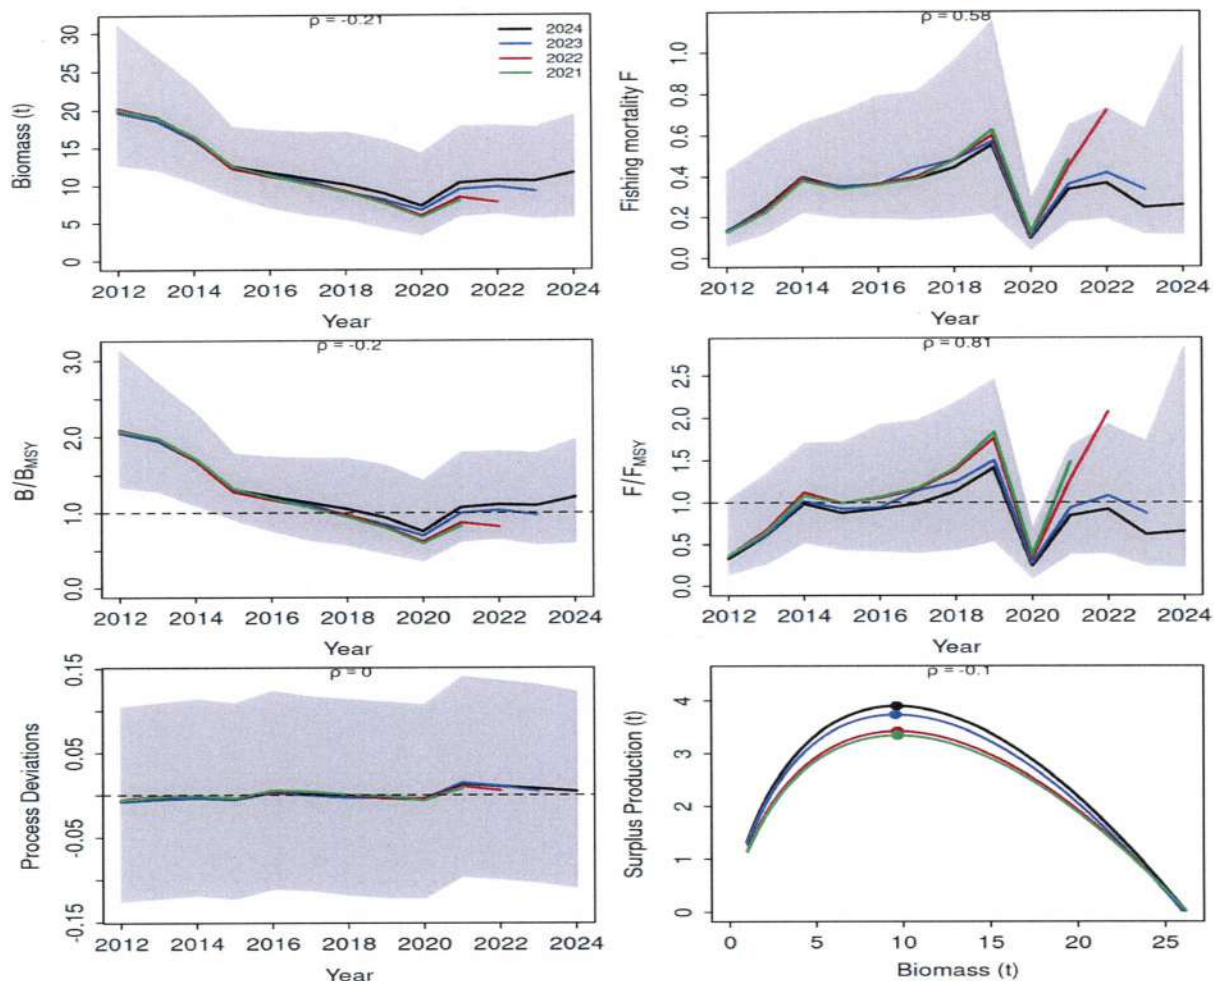 ρ = -0.21
Biomass (t)
30
25
20
15
10
5
0
2024
2023
2022
2021
2012 2014 2016 2018 2020 2022 2024
Year
ρ = 0.58
Fishing mortality F
1.0
0.8
0.6
0.4
0.2
0.0
2012 2014 2016 2018 2020 2022 2024
Year
ρ = -0.2
B/BMSY
3.0
2.0
1.0
0.0
2012 2014 2016 2018 2020 2022 2024
Year
ρ = 0.81
F/FMSY
2.5
2.0
1.5
1.0
0.5
0.0
2012 2014 2016 2018 2020 2022 2024
Year
ρ = 0
Process Deviations
0.15
0.05
-0.05
-0.15
2012 2014 2016 2018 2020 2022 2024
Year
ρ = -0.1
Surplus Production (t)
4
3
2
1
0
0 5 10 15 20 25
Biomass (t)